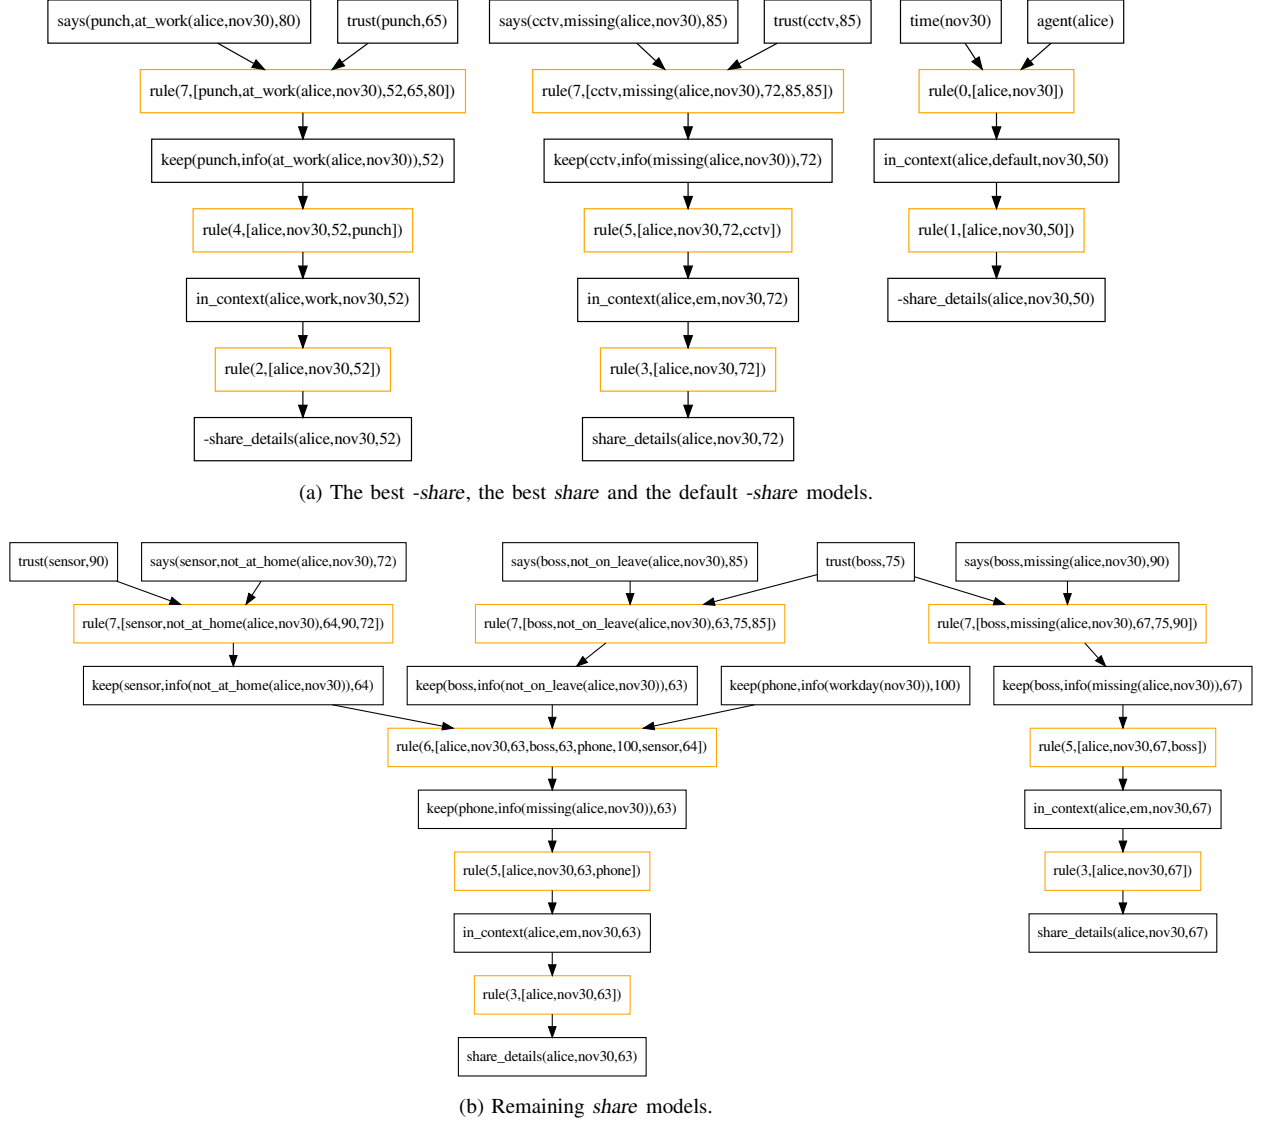 says(punch,at_work(alice,nov30),80)
trust(punch,65)
says(cctv,missing(alice,nov30),85)
trust(cctv,85)
time(nov30)
agent(alice)
rule(7,[punch,at_work(alice,nov30),52,65,80])
rule(7,[cctv,missing(alice,nov30),72,85,85])
rule(0,[alice,nov30])
keep(punch,info(at_work(alice,nov30)),52)
keep(cctv,info(missing(alice,nov30)),72)
in_context(alice,default,nov30,50)
rule(4,[alice,nov30,52,punch])
rule(5,[alice,nov30,72,cctv])
rule(1,[alice,nov30,50])
in_context(alice,work,nov30,52)
in_context(alice,em,nov30,72)
-share_details(alice,nov30,50)
rule(2,[alice,nov30,52])
rule(3,[alice,nov30,72])
-share_details(alice,nov30,52)
share_details(alice,nov30,72)
(a) The best -share, the best share and the default -share models.
trust(sensor,90)
says(sensor,not_at_home(alice,nov30),72)
says(boss,not_on_leave(alice,nov30),85)
trust(boss,75)
says(boss,missing(alice,nov30),90)
rule(7,[sensor,not_at_home(alice,nov30),64,90,72])
rule(7,[boss,not_on_leave(alice,nov30),63,75,85])
rule(7,[boss,missing(alice,nov30),67,75,90])
keep(sensor,info(not_at_home(alice,nov30)),64)
keep(boss,info(not_on_leave(alice,nov30)),63)
keep(phone,info(workday(nov30)),100)
keep(boss,info(missing(alice,nov30)),67)
rule(6,[alice,nov30,63,boss,63,phone,100,sensor,64])
rule(5,[alice,nov30,67,boss])
keep(phone,info(missing(alice,nov30)),63)
in_context(alice,em,nov30,67)
rule(5,[alice,nov30,63,phone])
rule(3,[alice,nov30,67])
in_context(alice,em,nov30,63)
share_details(alice,nov30,67)
rule(3,[alice,nov30,63])
share_details(alice,nov30,63)
(b) Remaining share models.